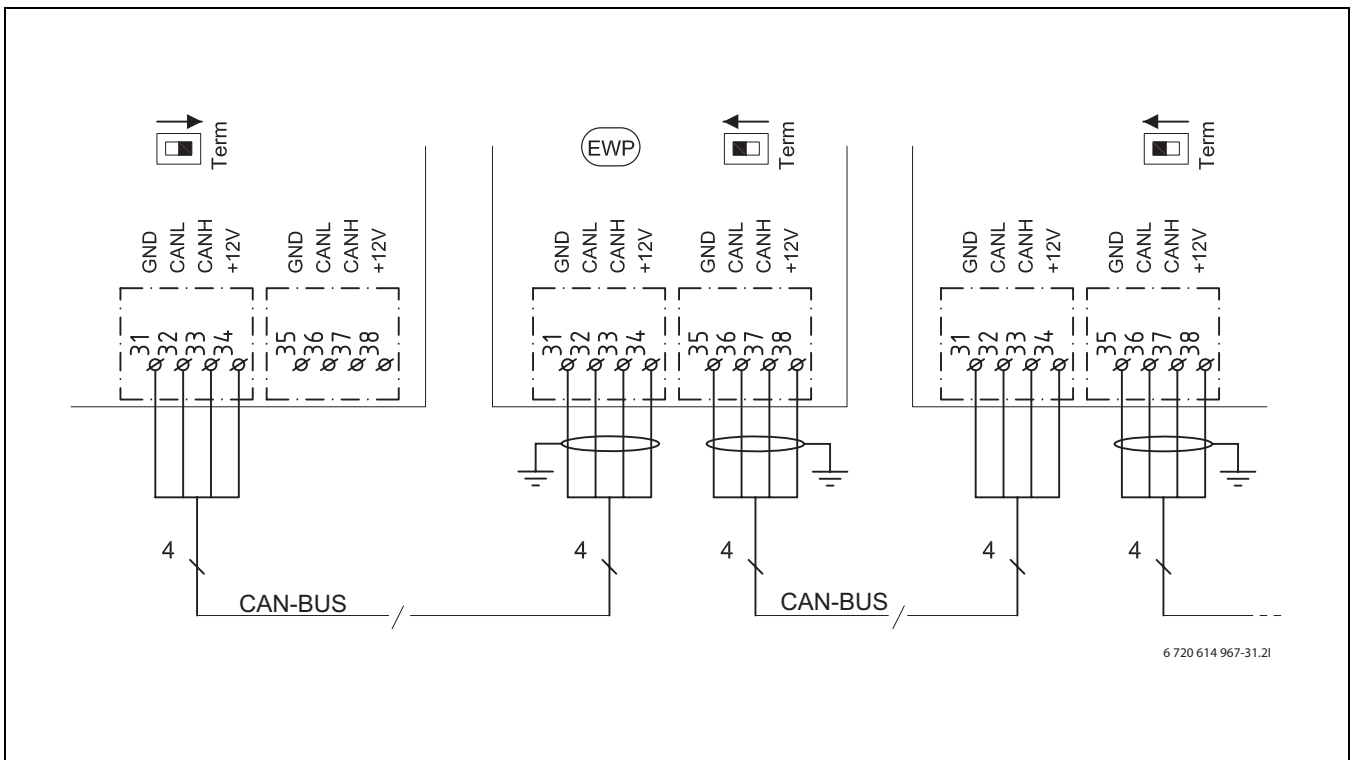 Term
EWP
Term
Term
GND CANL CANH +12V
GND CANL CANH +12V
GND CANL CANH +12V
GND CANL CANH +12V
GND CANL CANH +12V
GND CANL CANH +12V
31 32 33 34
35 36 37 38
31 32 33 34
35 36 37 38
31 32 33 34
35 36 37 38
4
4
4
4
4
CAN-BUS
CAN-BUS
6 720 614 967-31.2I